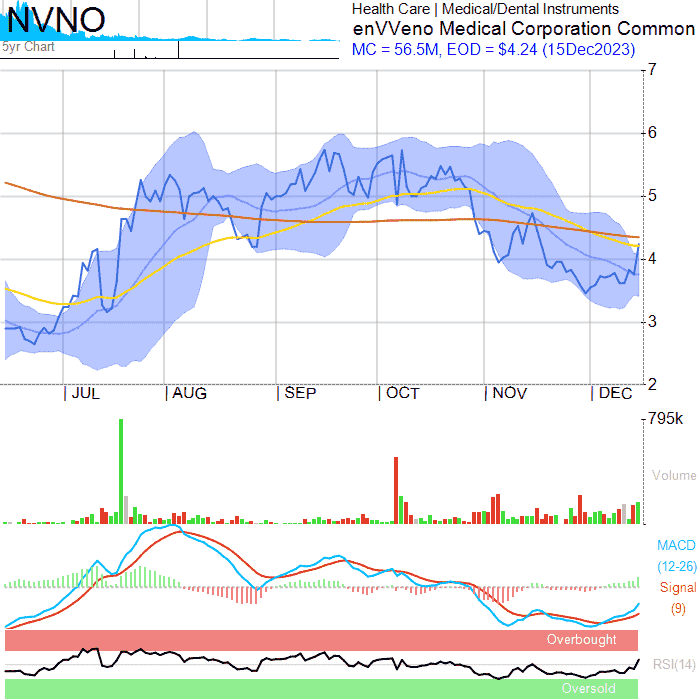 NVNO
5yr Chart
Health Care | Medical/Dental Instruments
enVVeno Medical Corporation Common
MC = 56.5M, EOD = $4.24 (15Dec2023)
7
6
5
4
3
2
JUL AUG SEP OCT NOV DEC
795k
Volume
MACD
(12-26)
Signal
(9)
Overbought
RSI(14)
Oversold